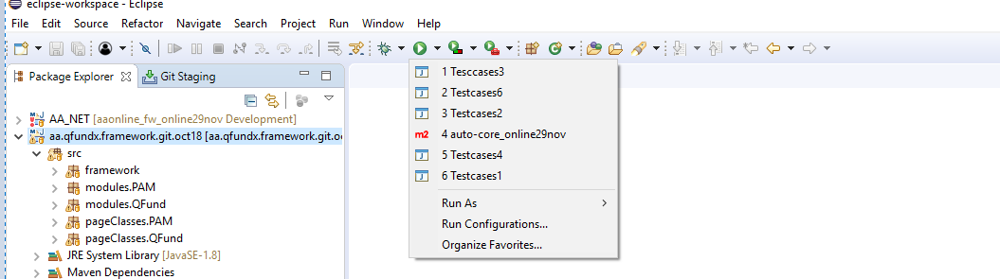 eclipse-workspace - Eclipse
File Edit Source Refactor Navigate Search Project Run Window Help
Package Explorer Git Staging
1 Tesccases3
2 Testcases6
3 Testcases2
m2 4 auto-core_online29nov
5 Testcases4
6 Testcases1
Run As
Run Configurations...
Organize Favorites...
AA_NET [aaonline_fw_online29nov Development]
aa.qfundx.framework.git.oct18 [aa.qfundx.framework.git.o
src
framework
modules.PAM
modules.QFund
pageClasses.PAM
pageClasses.QFund
JRE System Library [JavaSE-1.8]
Maven Dependencies